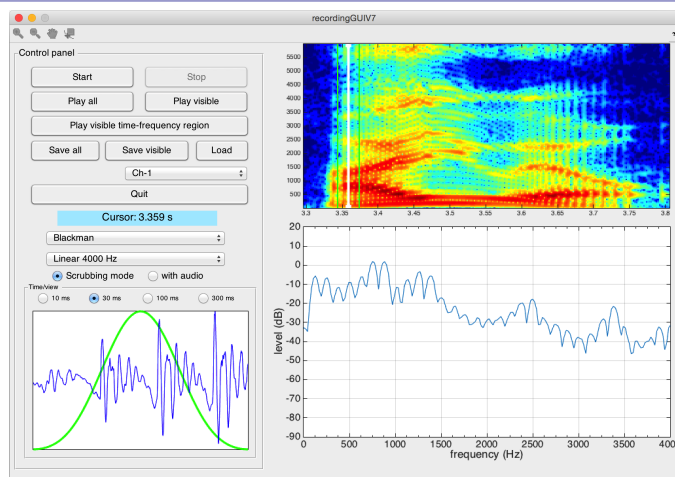 recordingGUIV7
Control panel
Start Stop
Play all Play visible
Play visible time-frequency region
Save all Save visible Load
Ch-1
Quit
Cursor: 3.359 s
Blackman
Linear 4000 Hz
Scrubbing mode with audio
Time/view
10 ms 30 ms 100 ms 300 ms
5500
5000
4500
4000
3500
3000
2500
2000
1500
1000
500
3.3 3.35 3.4 3.45 3.5 3.55 3.6 3.65 3.7 3.75 3.8
20
10
0
-10
-20
-30
-40
-50
-60
-70
-80
-90
level (dB)
0 500 1000 1500 2000 2500 3000 3500 400
frequency (Hz)